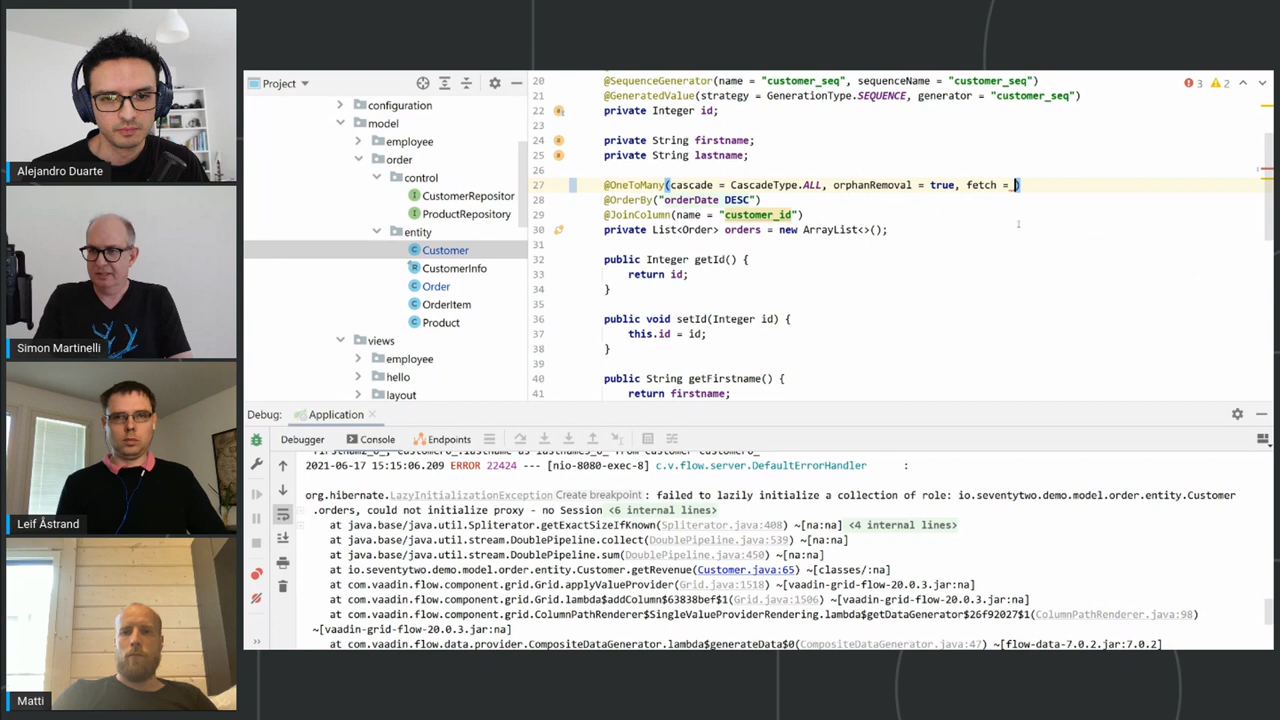 Alejandro Duarte
Simon Martinelli
Leif Åstrand
Matti
Project
configuration
model
employee
order
control
CustomerRepositor
ProductRepository
entity
Customer
CustomerInfo
Order
OrderItem
Product
views
employee
hello
layout
3 2
20 @SequenceGenerator(name = "customer_seq", sequenceName = "customer_seq")
21 @GeneratedValue(strategy = GenerationType.SEQUENCE, generator = "customer_seq")
22 private Integer id;
23
24 private String firstname;
25 private String lastname;
26
27 @OneToMany(cascade = CascadeType.ALL, orphanRemoval = true, fetch = )
28 @OrderBy("orderDate DESC")
29 @JoinColumn(name = "customer_id")
30 private List<Order> orders = new ArrayList<>();
31
32 public Integer getId() {
33 return id;
34 }
35
36 public void setId(Integer id) {
37 this.id = id;
38 }
39
40 public String getFirstname() {
41 return firstname;
Debug: Application
Debugger Console Endpoints
2021-06-17 15:15:06.209 ERROR 22424 --- [nio-8080-exec-8] c.v.flow.server.DefaultErrorHandler :
org.hibernate.LazyInitializationException Create breakpoint : failed to lazily initialize a collection of role: io.seventytwo.demo.model.order.entity.Customer
.orders, could not initialize proxy - no Session <6 internal lines>
at java.base/java.util.Spliterator.getExactSizeIfKnown(Spliterator.java:408) ~[na:na] <4 internal lines>
at java.base/java.util.stream.DoublePipeline.collect(DoublePipeline.java:539) ~[na:na]
at java.base/java.util.stream.DoublePipeline.sum(DoublePipeline.java:450) ~[na:na]
at io.seventytwo.demo.model.order.entity.Customer.getRevenue(Customer.java:65) ~[classes/:na]
at com.vaadin.flow.component.grid.Grid.applyValueProvider(Grid.java:1518) ~[vaadin-grid-flow-20.0.3.jar:na]
at com.vaadin.flow.component.grid.Grid.lambda$addColumn$63838bef$1(Grid.java:1506) ~[vaadin-grid-flow-20.0.3.jar:na]
at com.vaadin.flow.component.grid.ColumnPathRenderer$SingleValueProviderRendering.lambda$getDataGenerator$26f92027$1(ColumnPathRenderer.java:98)
~[vaadin-grid-flow-20.0.3.jar:na]
at com.vaadin.flow.data.provider.CompositeDataGenerator.lambda$generateData$0(CompositeDataGenerator.java:47) ~[flow-data-7.0.2.jar:7.0.2]